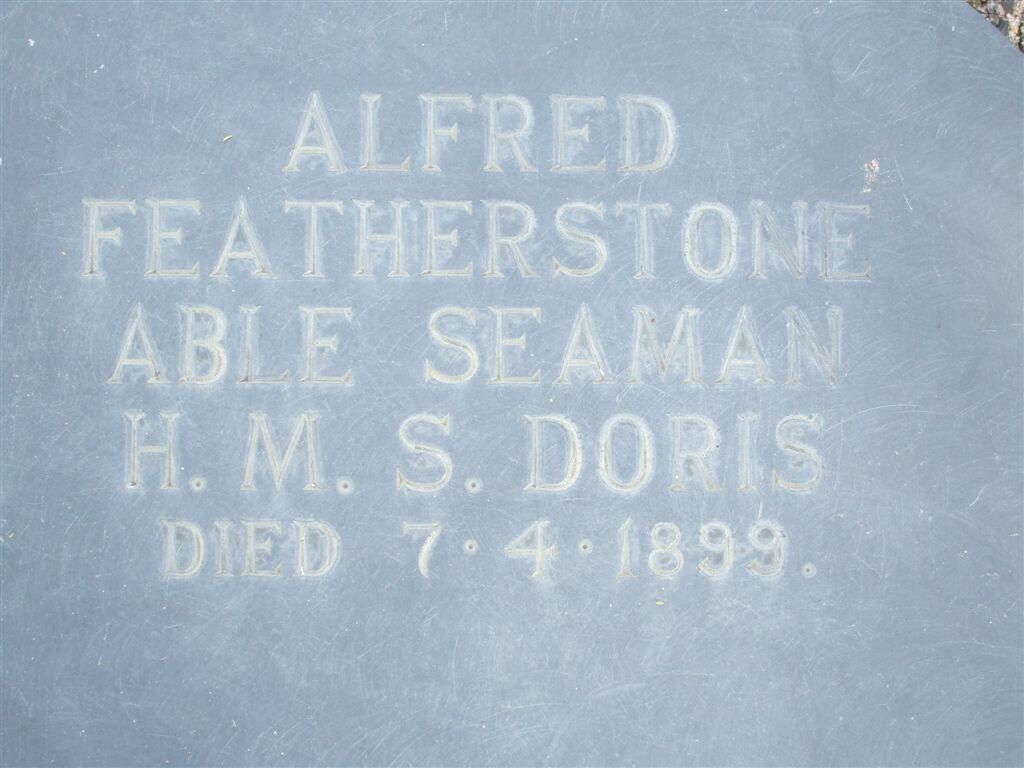 ALFRED
FEATHERSTONE
ABLE SEAMAN
H. M. S. DORIS
DIED 7·4·1899.